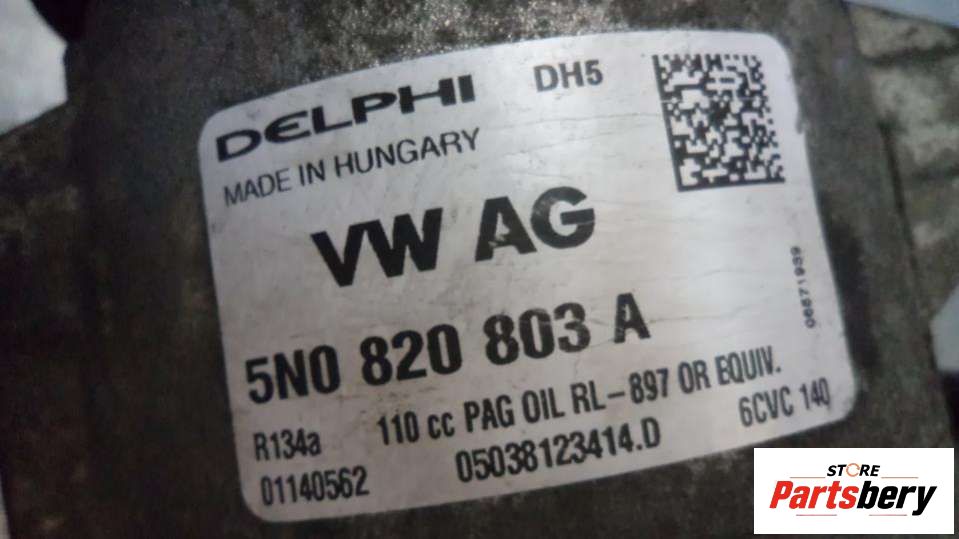 DELPHI DH5
MADE IN HUNGARY
VW AG
06671989
5N0 820 803 A
R134a 110 cc PAG OIL RL-897 OR EQUIV.
01140562 05038123414.D 6CVC 140
STORE
Partsbery